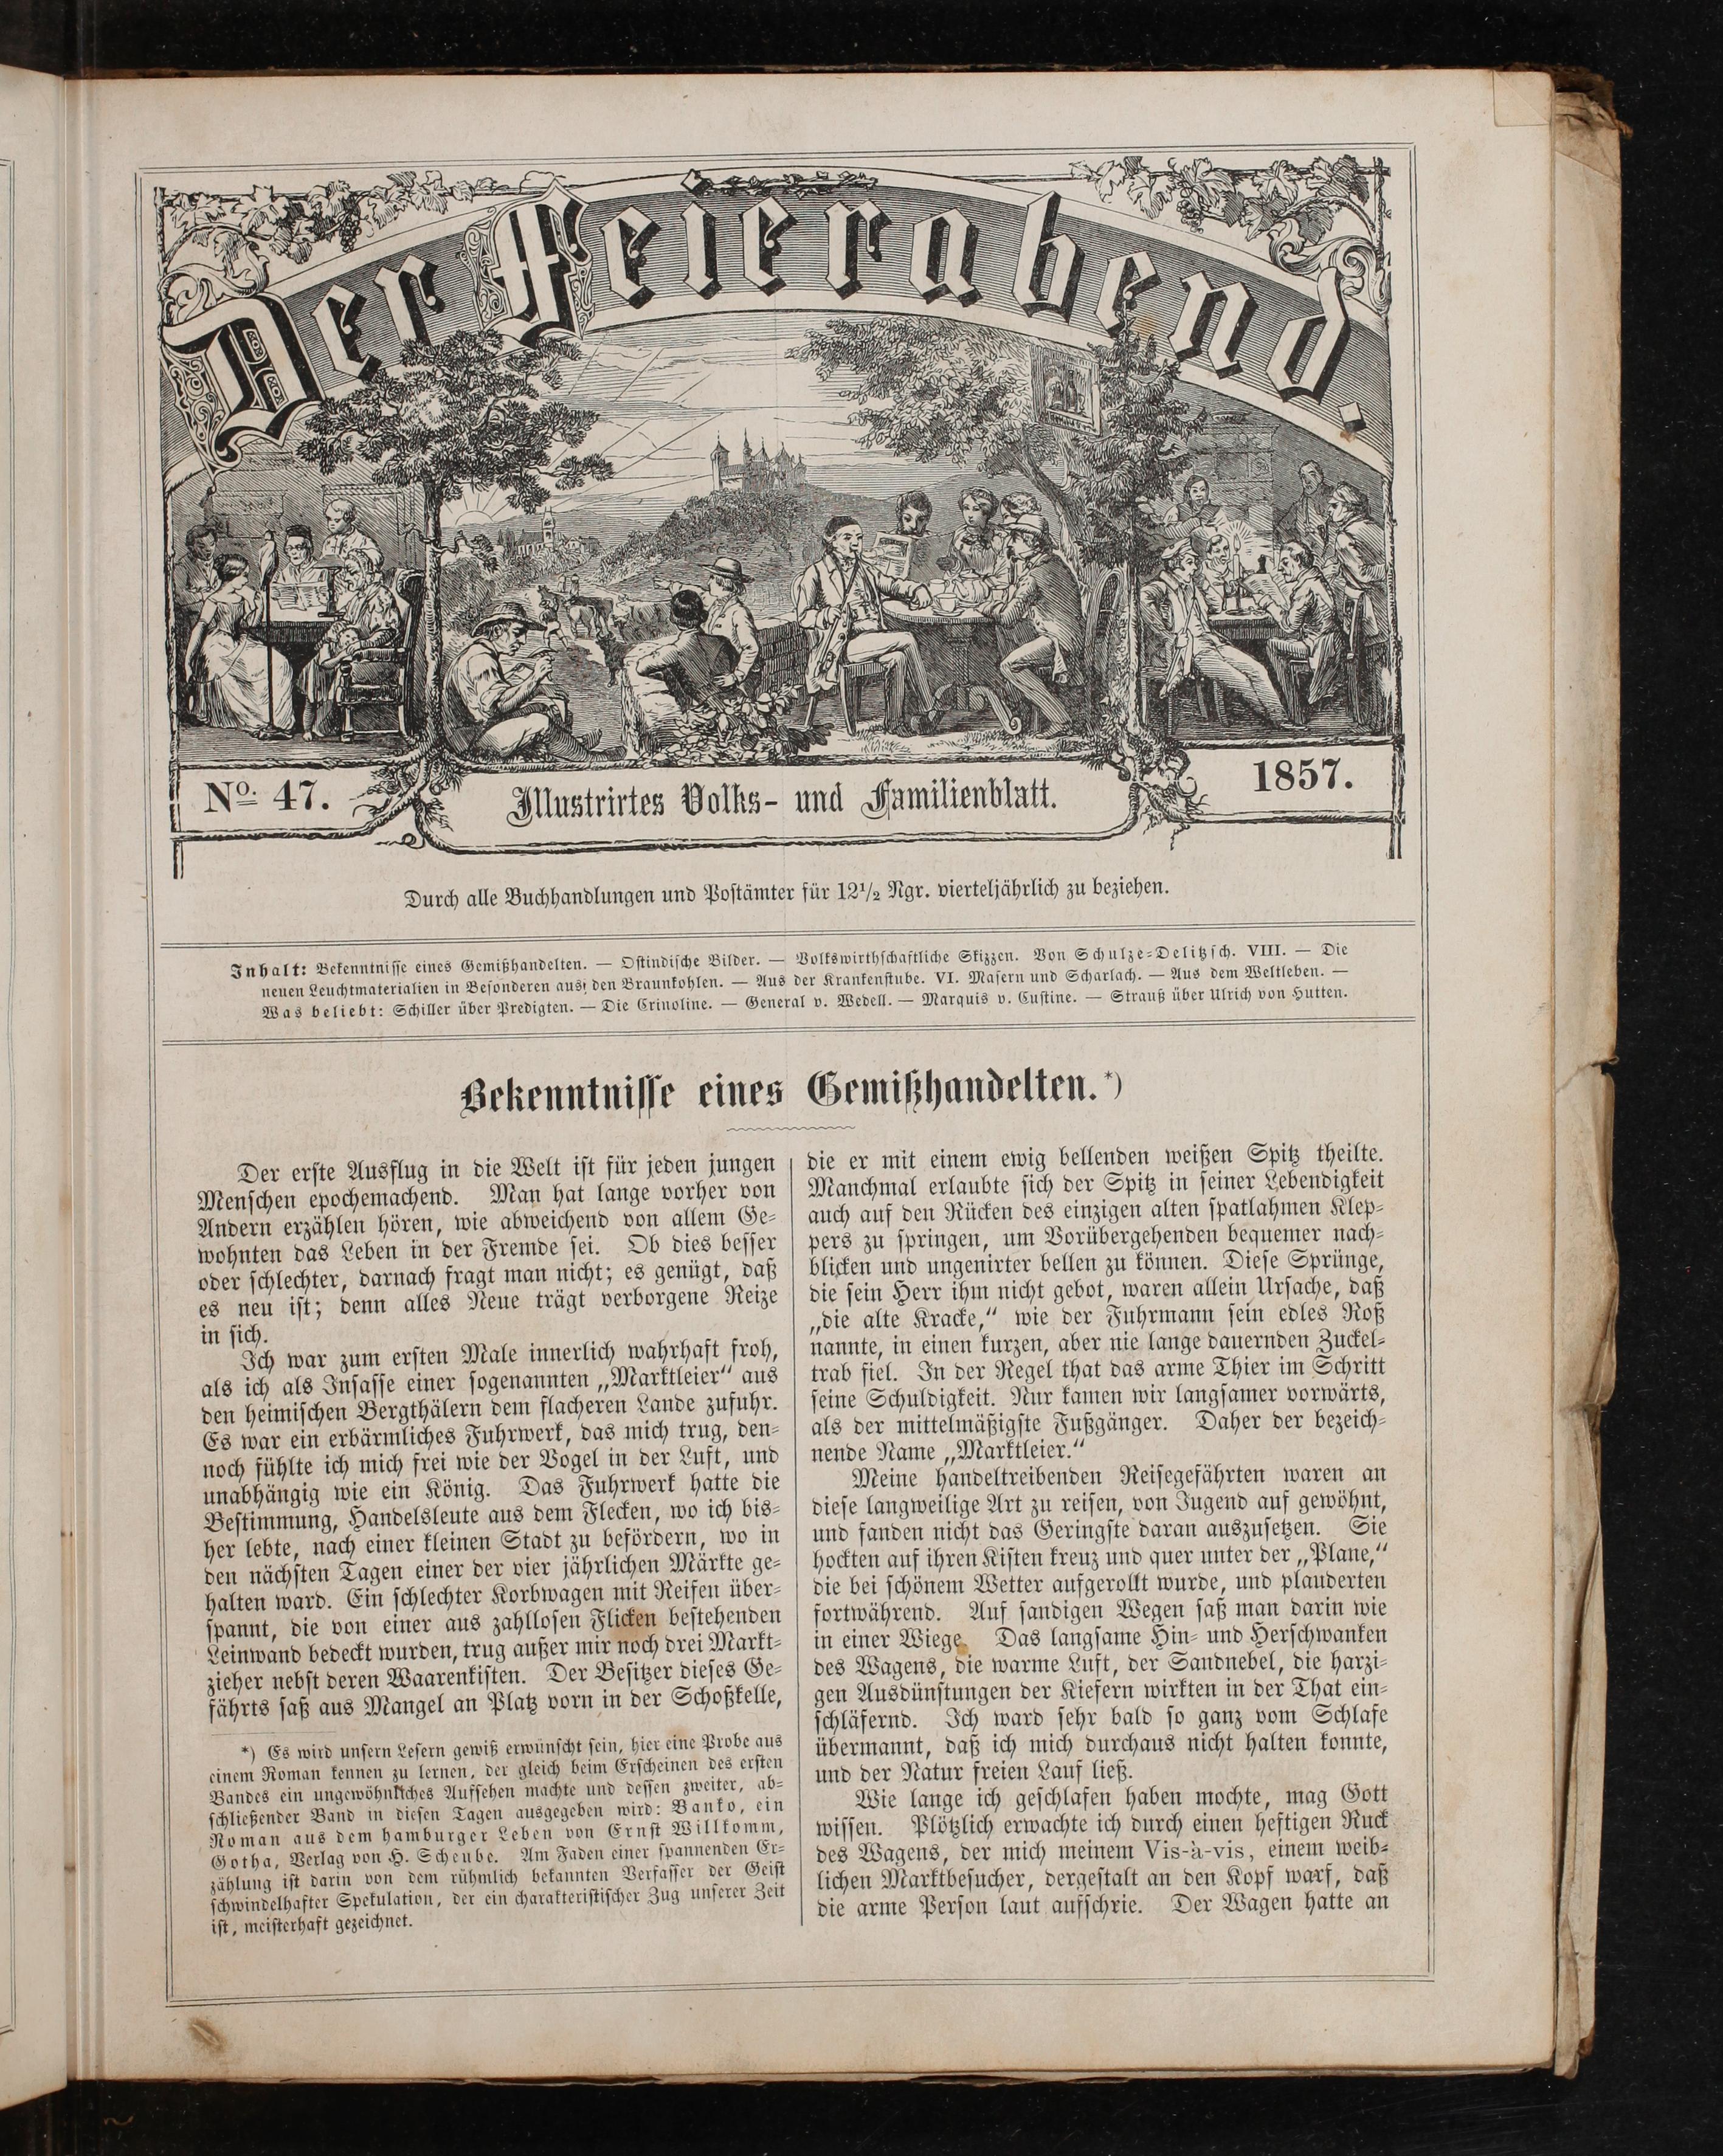 Der Feierabend.
No. 47.
Illustrirtes Volks- und Familienblatt.
1857.
Durch alle Buchhandlungen und Postämter für 12½ Ngr. vierteljährlich zu beziehen.
Inhalt: Bekenntnisse eines Gemißhandelten. — Ostindische Bilder. — Volkswirthschaftliche Skizzen. Von Schulze-Delitzsch. VIII. — Die
neuen Leuchtmaterialien in Besonderen aus den Braunkohlen. — Aus der Krankenstube. VI. Masern und Scharlach. — Aus dem Weltleben. —
Was beliebt: Schiller über Predigten. — Die Crinoline. — General v. Wedell. — Marquis v. Custine. — Strauß über Ulrich von Hutten.
Bekenntnisse eines Gemißhandelten.*)
Der erste Ausflug in die Welt ist für jeden jungen
Menschen epochemachend. Man hat lange vorher von
Andern erzählen hören, wie abweichend von allem Ge-
wohnten das Leben in der Fremde sei. Ob dies besser
oder schlechter, darnach fragt man nicht; es genügt, daß
es neu ist; denn alles Neue trägt verborgene Reize
in sich.
Ich war zum ersten Male innerlich wahrhaft froh,
als ich als Insasse einer sogenannten „Marktleier“ aus
den heimischen Bergthälern dem flacheren Lande zufuhr.
Es war ein erbärmliches Fuhrwerk, das mich trug, den-
noch fühlte ich mich frei wie der Vogel in der Luft, und
unabhängig wie ein König. Das Fuhrwerk hatte die
Bestimmung, Handelsleute aus dem Flecken, wo ich bis-
her lebte, nach einer kleinen Stadt zu befördern, wo in
den nächsten Tagen einer der vier jährlichen Märkte ge-
halten ward. Ein schlechter Korbwagen mit Reifen über-
spannt, die von einer aus zahllosen Flicken bestehenden
Leinwand bedeckt wurden, trug außer mir noch drei Markt-
zieher nebst deren Waarenkisten. Der Besitzer dieses Ge-
fährts saß aus Mangel an Platz vorn in der Schoßkelle,
*) Es wird unsern Lesern gewiß erwünscht sein, hier eine Probe aus
einem Roman kennen zu lernen, der gleich beim Erscheinen des ersten
Bandes ein ungewöhnliches Aufsehen machte und dessen zweiter, ab-
schließender Band in diesen Tagen ausgegeben wird: Banko, ein
Roman aus dem hamburger Leben von Ernst Willkomm,
Gotha, Verlag von H. Scheube. Am Faden einer spannenden Er-
zählung ist darin von dem rühmlich bekannten Verfasser der Geist
schwindelhafter Spekulation, der ein charakteristischer Zug unserer Zeit
ist, meisterhaft gezeichnet.
die er mit einem ewig bellenden weißen Spitz theilte.
Manchmal erlaubte sich der Spitz in seiner Lebendigkeit
auch auf den Rücken des einzigen alten spatlahmen Klep-
pers zu springen, um Vorübergehenden bequemer nach-
blicken und ungenirter bellen zu können. Diese Sprünge,
die sein Herr ihm nicht gebot, waren allein Ursache, daß
„die alte Kracke,“ wie der Fuhrmann sein edles Roß
nannte, in einen kurzen, aber nie lange dauernden Zuckel-
trab fiel. In der Regel that das arme Thier im Schritt
seine Schuldigkeit. Nur kamen wir langsamer vorwärts,
als der mittelmäßigste Fußgänger. Daher der bezeich-
nende Name „Marktleier.“
Meine handeltreibenden Reisegefährten waren an
diese langweilige Art zu reisen, von Jugend auf gewöhnt,
und fanden nicht das Geringste daran auszusetzen. Sie
hockten auf ihren Kisten kreuz und quer unter der „Plane,“
die bei schönem Wetter aufgerollt wurde, und plauderten
fortwährend. Auf sandigen Wegen saß man darin wie
in einer Wiege. Das langsame Hin- und Herschwanken
des Wagens, die warme Luft, der Sandnebel, die harzi-
gen Ausdünstungen der Kiefern wirkten in der That ein-
schläfernd. Ich ward sehr bald so ganz vom Schlafe
übermannt, daß ich mich durchaus nicht halten konnte,
und der Natur freien Lauf ließ.
Wie lange ich geschlafen haben mochte, mag Gott
wissen. Plötzlich erwachte ich durch einen heftigen Ruck
des Wagens, der mich meinem Vis-à-vis, einem weib-
lichen Marktbesucher, dergestalt an den Kopf warf, daß
die arme Person laut aufschrie. Der Wagen hatte an